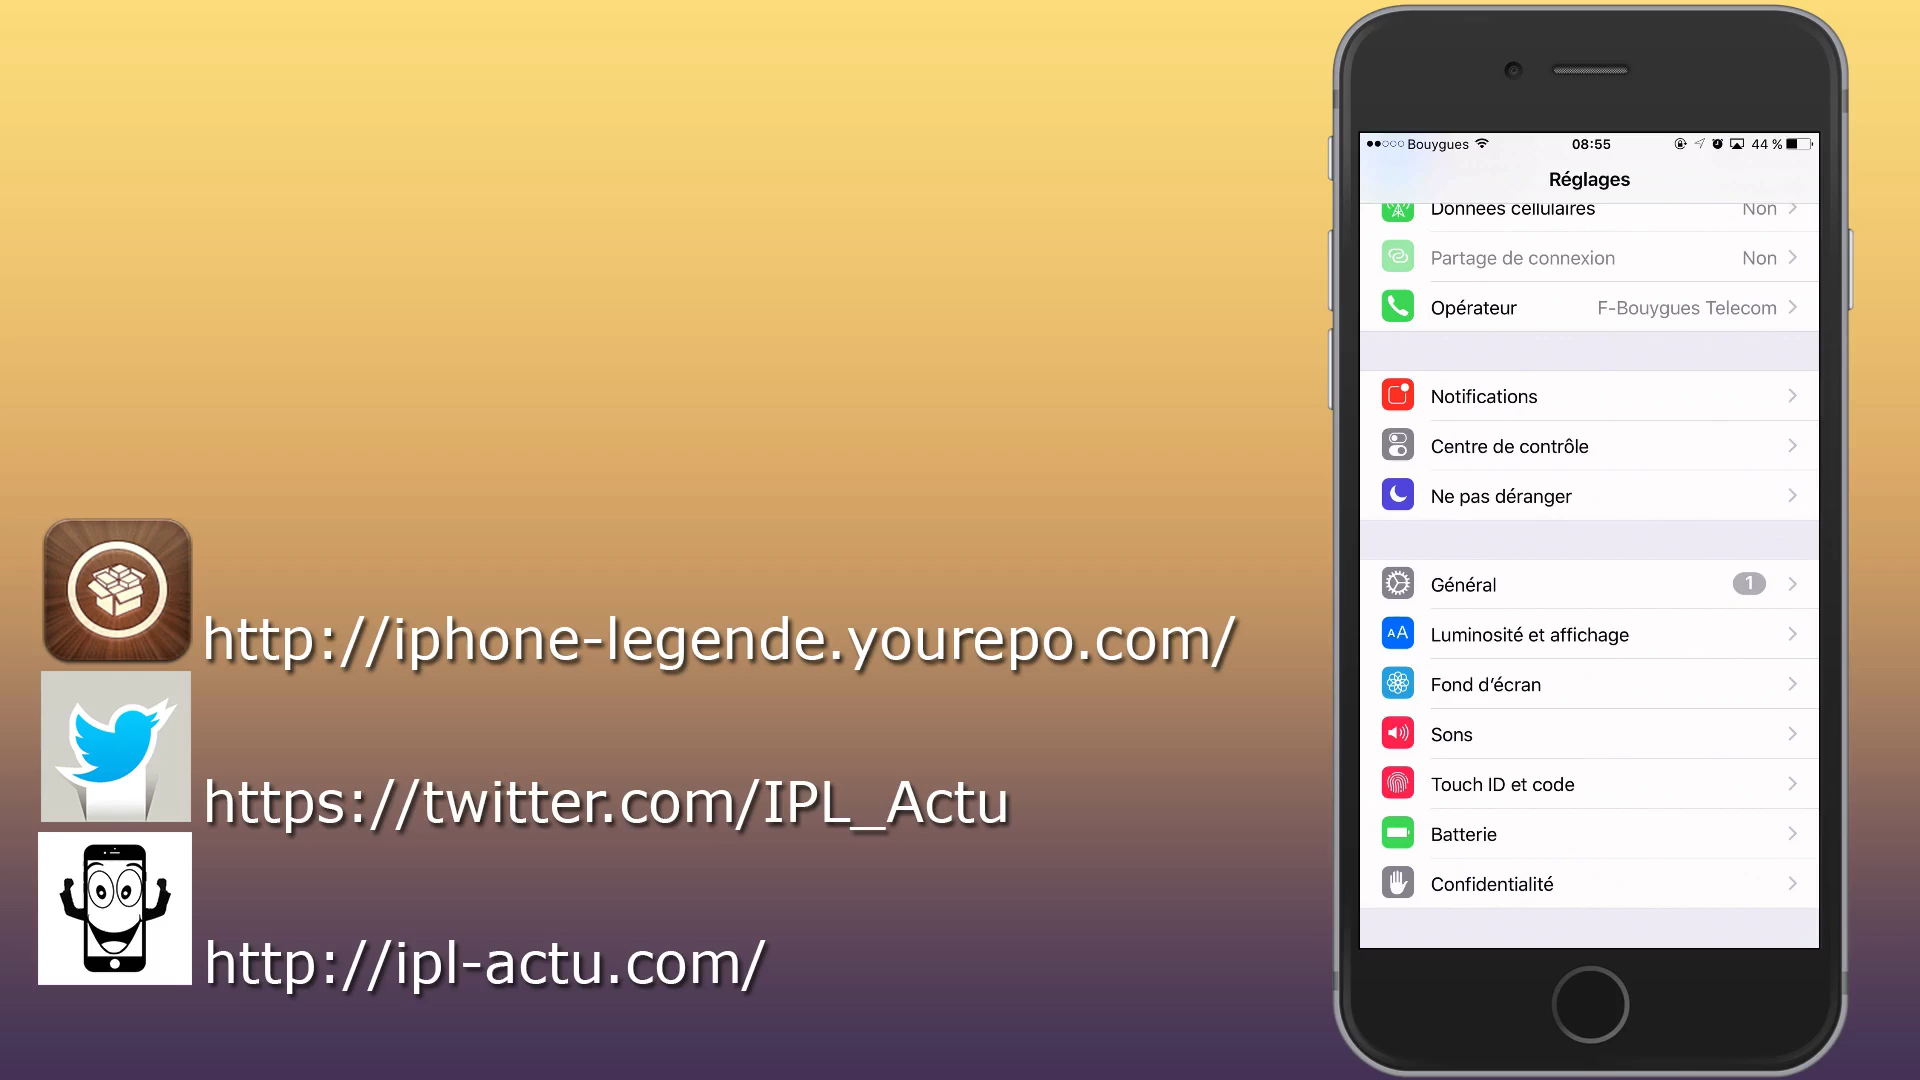 http://iphone-legende.yourepo.com/
https://twitter.com/IPL_Actu
http://ipl-actu.com/
Bouygues 08:55 44 %
Réglages
Données cellulaires Non
Partage de connexion Non
Opérateur F-Bouygues Telecom
Notifications
Centre de contrôle
Ne pas déranger
Général 1
AA Luminosité et affichage
Fond d’écran
Sons
Touch ID et code
Batterie
Confidentialité